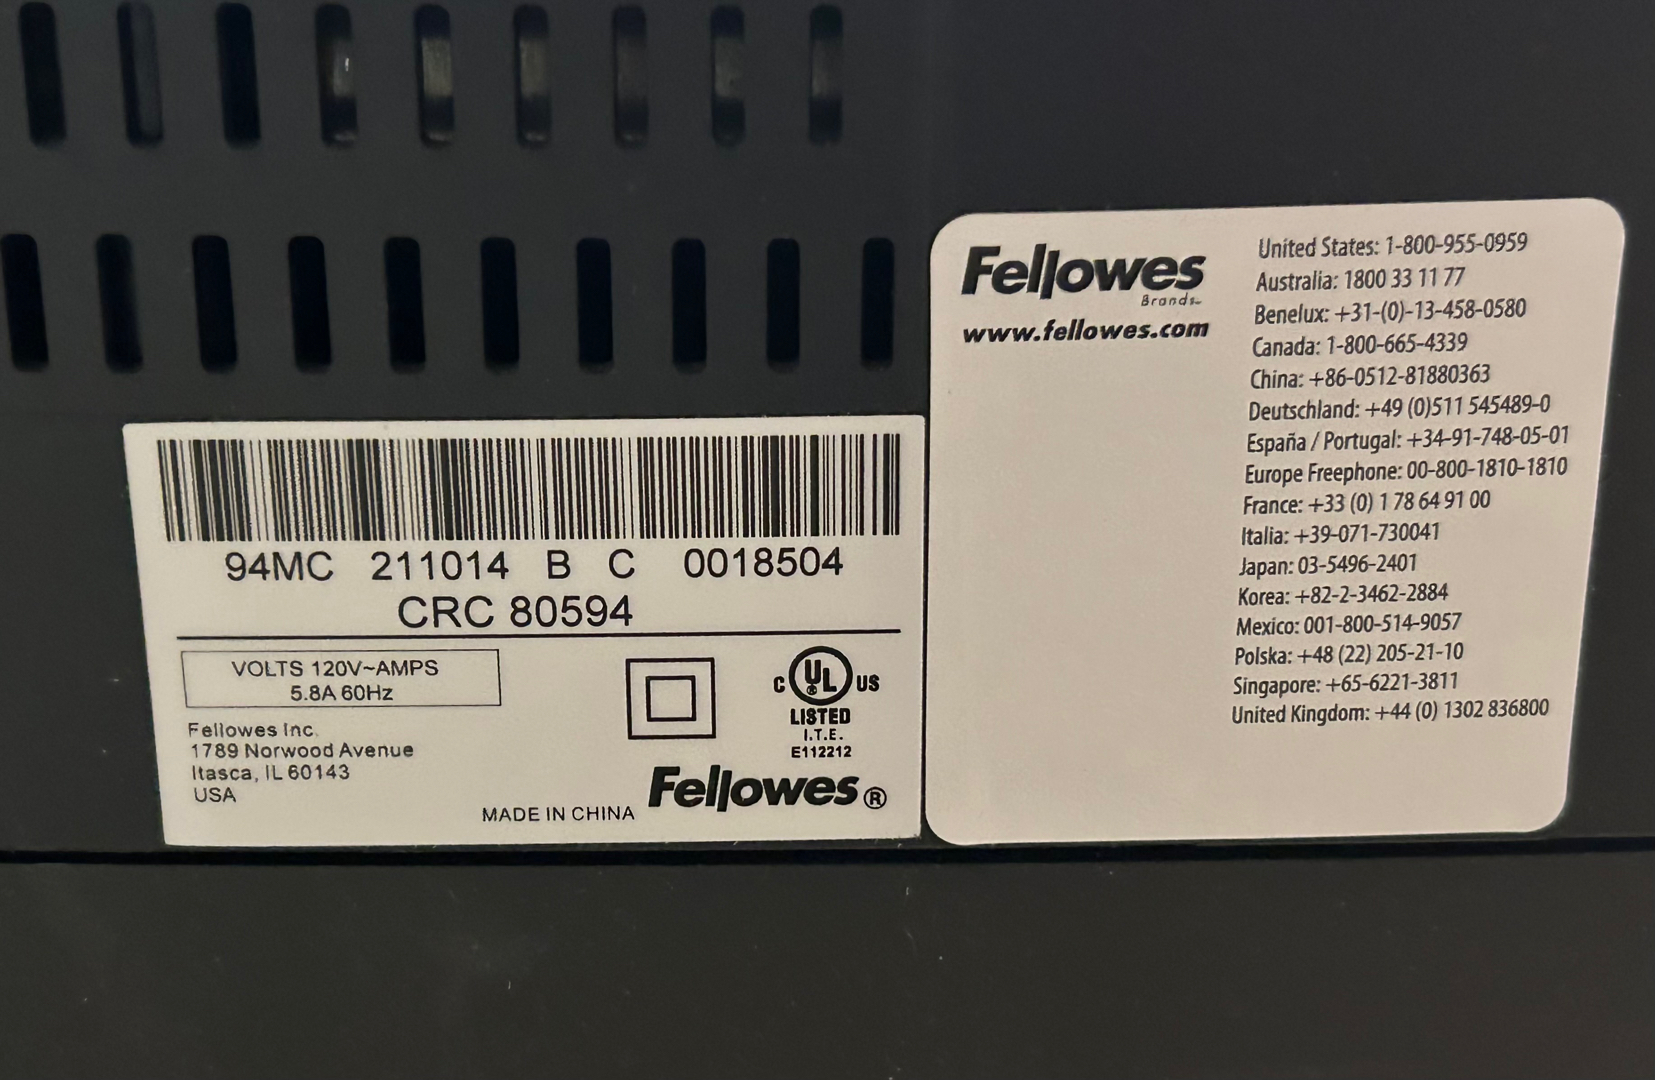 94MC 211014 B C 0018504
CRC 80594
VOLTS 120V~AMPS
5.8A 60Hz
Fellowes Inc.
1789 Norwood Avenue
Itasca, IL 60143
USA
MADE IN CHINA
C UL® US
LISTED
I.T.E.
E112212
Fellowes®
Fellowes
Brands™
www.fellowes.com
United States: 1-800-955-0959
Australia: 1800 33 11 77
Benelux: +31-(0)-13-458-0580
Canada: 1-800-665-4339
China: +86-0512-81880363
Deutschland: +49 (0)511 545489-0
España / Portugal: +34-91-748-05-01
Europe Freephone: 00-800-1810-1810
France: +33 (0) 1 78 64 91 00
Italia: +39-071-730041
Japan: 03-5496-2401
Korea: +82-2-3462-2884
Mexico: 001-800-514-9057
Polska: +48 (22) 205-21-10
Singapore: +65-6221-3811
United Kingdom: +44 (0) 1302 836800